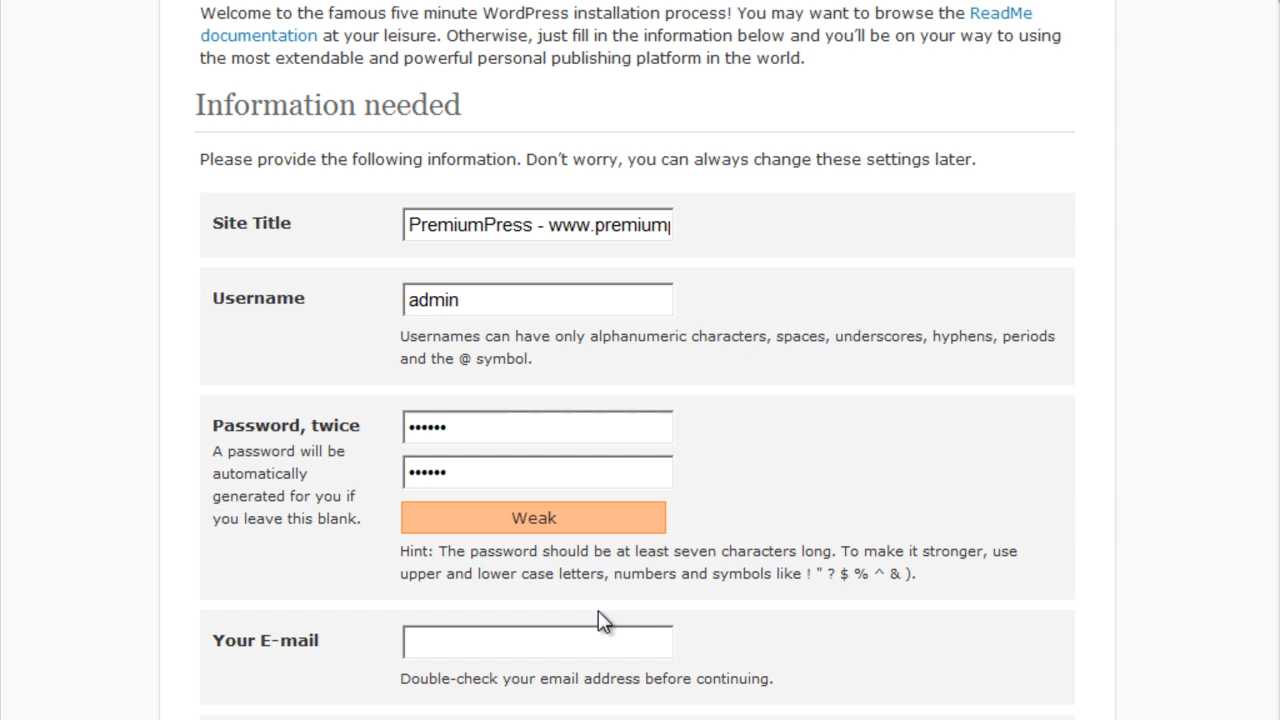 Welcome to the famous five minute WordPress installation process! You may want to browse the ReadMe
documentation at your leisure. Otherwise, just fill in the information below and you’ll be on your way to using
the most extendable and powerful personal publishing platform in the world.
Information needed
Please provide the following information. Don’t worry, you can always change these settings later.
Site Title
PremiumPress - www.premiump
Username
admin
Usernames can have only alphanumeric characters, spaces, underscores, hyphens, periods
and the @ symbol.
Password, twice
A password will be
automatically
generated for you if
you leave this blank.
••••••
••••••
Weak
Hint: The password should be at least seven characters long. To make it stronger, use
upper and lower case letters, numbers and symbols like ! " ? $ % ^ & ).
Your E-mail
Double-check your email address before continuing.